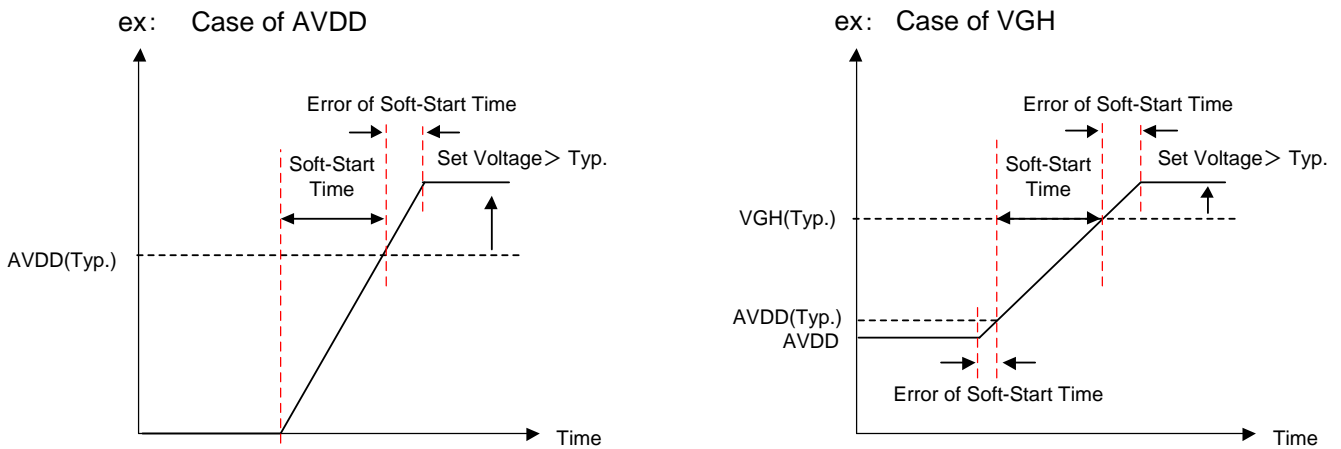 ex: Case of AVDD
Error of Soft-Start Time
Soft-Start
Time
Set Voltage＞Typ.
AVDD(Typ.)
Time
ex: Case of VGH
Error of Soft-Start Time
Soft-Start
Time
Set Voltage＞Typ.
VGH(Typ.)
AVDD(Typ.)
AVDD
Error of Soft-Start Time
Time